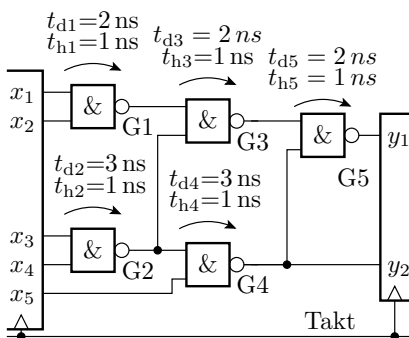 t_d1=2 ns
t_h1=1 ns
t_d3 = 2 ns
t_h3=1 ns
t_d5 = 2 ns
t_h5 = 1 ns
x_1
x_2
&
G1
&
G3
&
G5
y_1
t_d2=3 ns
t_h2=1 ns
t_d4=3 ns
t_h4=1 ns
x_3
x_4
x_5
&
G2
&
G4
y_2
Takt